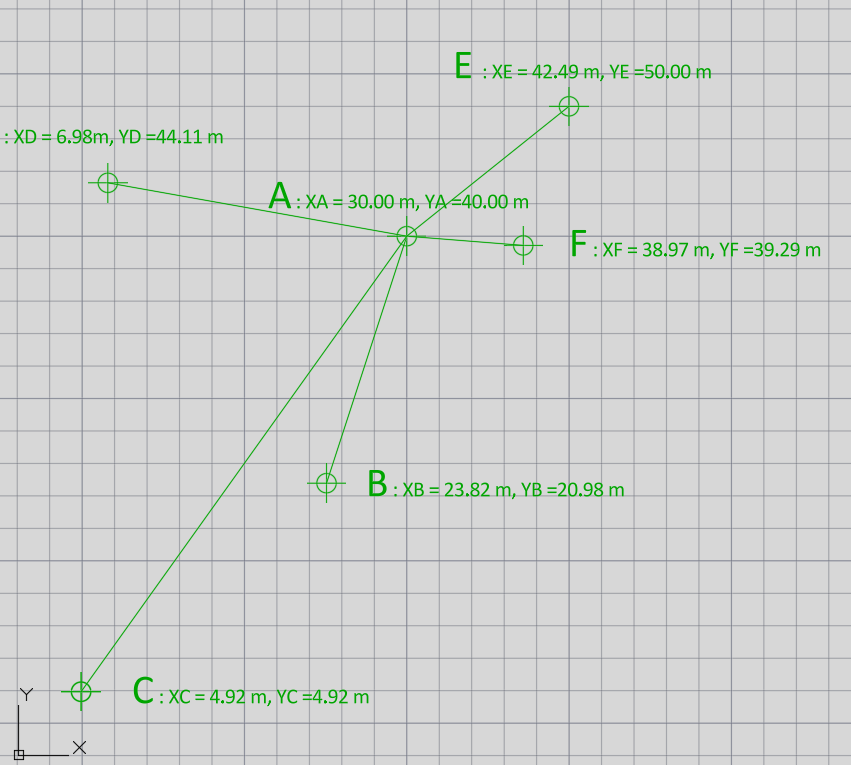 E : XE = 42.49 m, YE =50.00 m
: XD = 6.98m, YD =44.11 m
A : XA = 30.00 m, YA =40.00 m
F : XF = 38.97 m, YF =39.29 m
B : XB = 23.82 m, YB =20.98 m
C : XC = 4.92 m, YC =4.92 m
Y
X